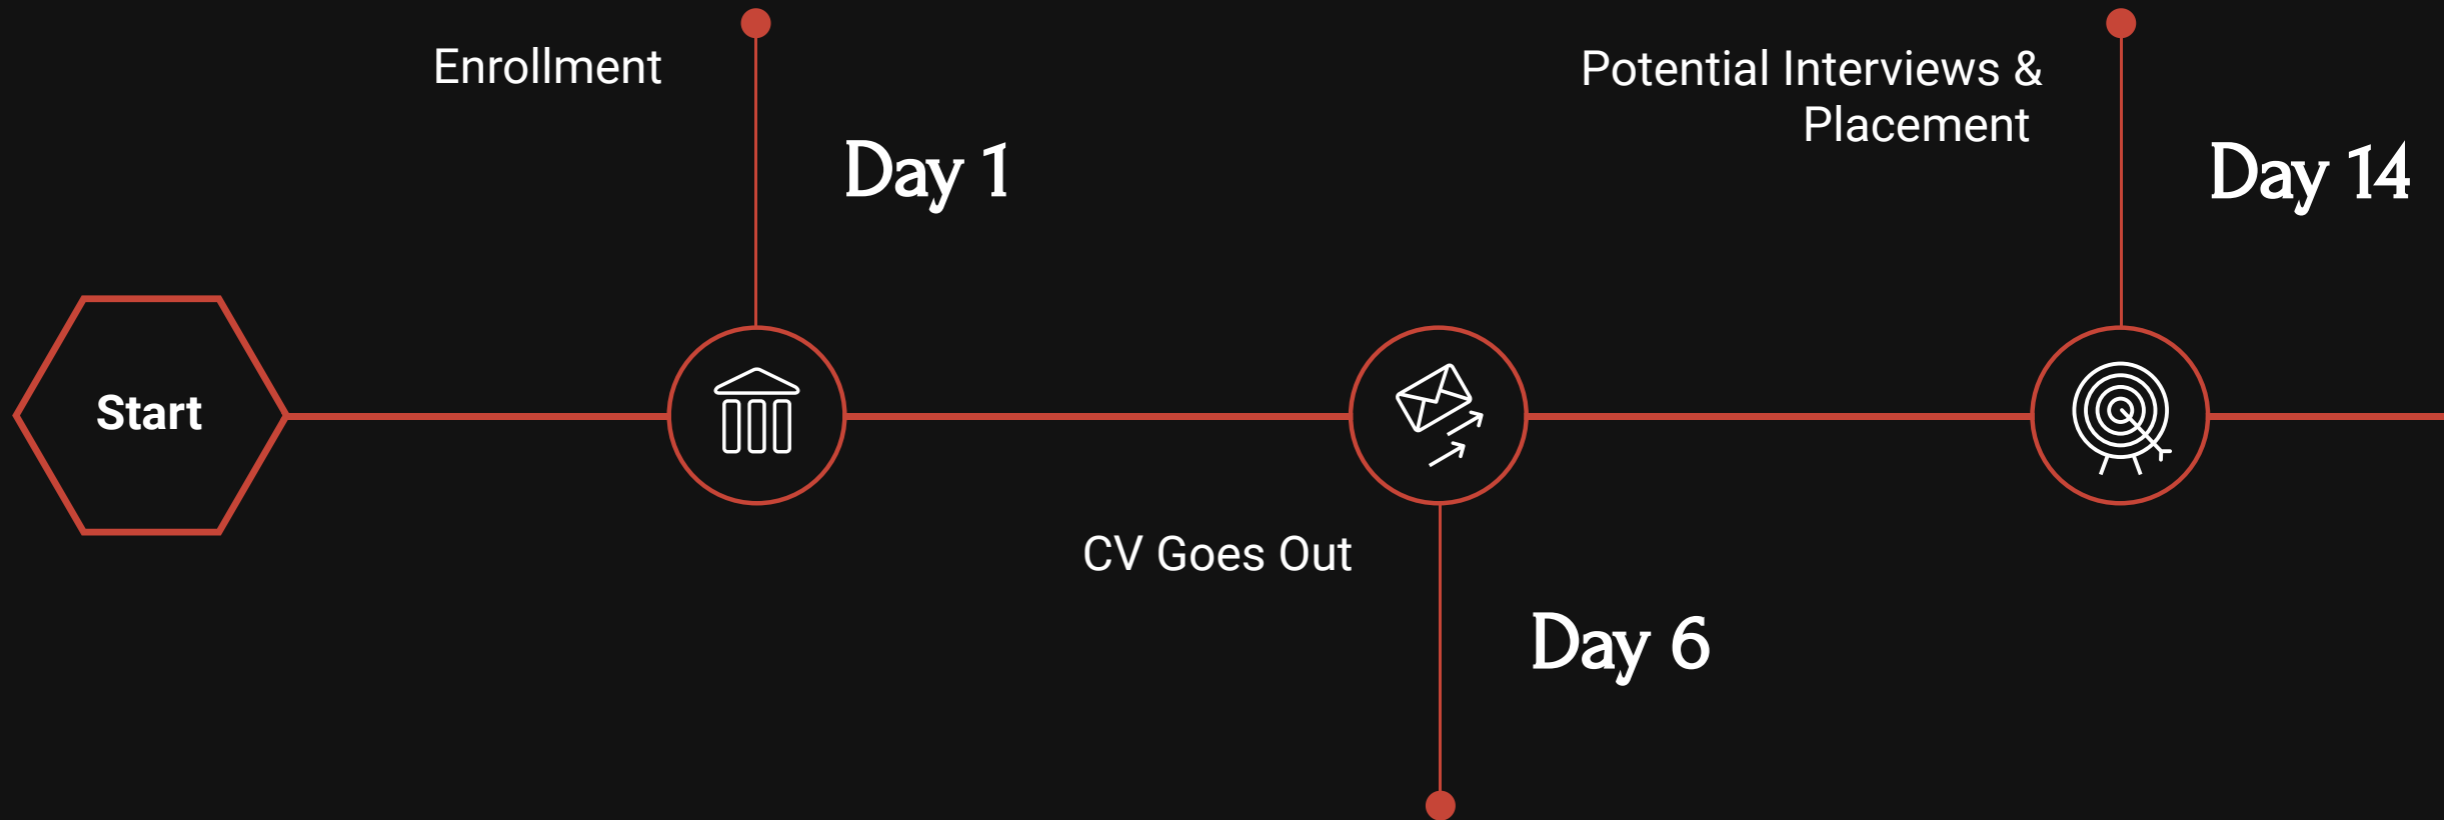 Enrollment
Day 1
Potential Interviews &
Placement
Day 14
Start
CV Goes Out
Day 6